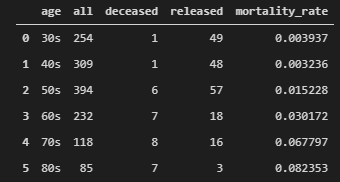 age all deceased released mortality_rate
0 30s 254 1 49 0.003937
1 40s 309 1 48 0.003236
2 50s 394 6 57 0.015228
3 60s 232 7 18 0.030172
4 70s 118 8 16 0.067797
5 80s 85 7 3 0.082353